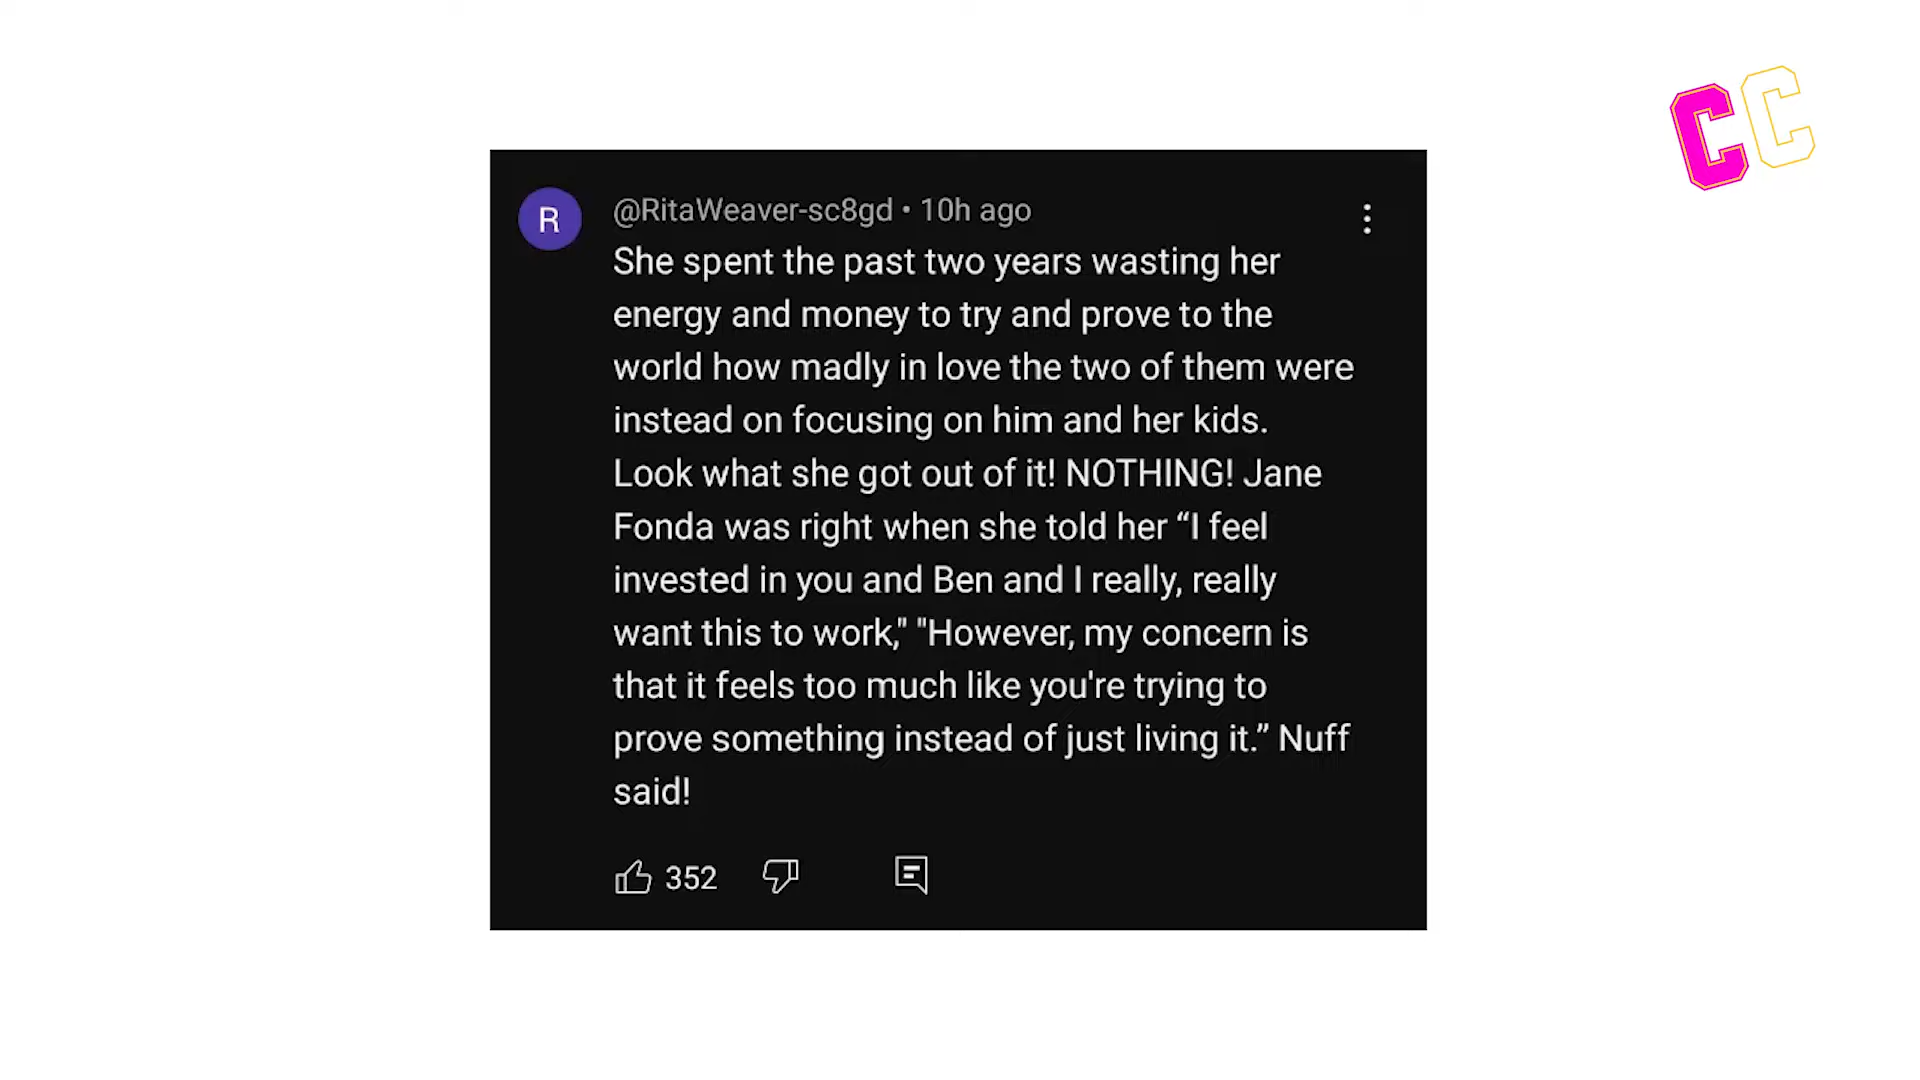 CC
R
@RitaWeaver-sc8gd • 10h ago
She spent the past two years wasting her
energy and money to try and prove to the
world how madly in love the two of them were
instead on focusing on him and her kids.
Look what she got out of it! NOTHING! Jane
Fonda was right when she told her “I feel
invested in you and Ben and I really, really
want this to work," "However, my concern is
that it feels too much like you're trying to
prove something instead of just living it.” Nuff
said!
352